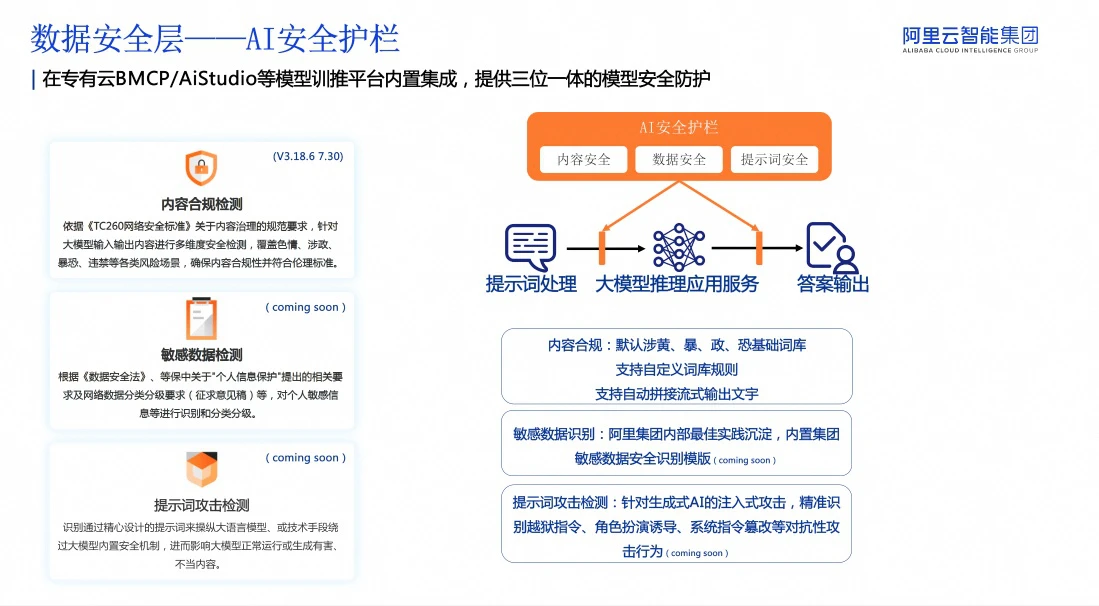 数据安全层——AI安全护栏
阿里云智能集团
ALIBABA CLOUD INTELLIGENCE GROUP
在专有云BMCP/AiStudio等模型训推平台内置集成，提供三位一体的模型安全防护
(V3.18.6 7.30)
内容合规检测
依据《TC260网络安全标准》关于内容治理的规范要求，针对
大模型输入输出内容进行多维度安全检测，覆盖色情、涉政、
暴恐、违禁等各类风险场景，确保内容合规性并符合伦理标准。
( coming soon )
敏感数据检测
根据《数据安全法》、等保中关于"个人信息保护"提出的相关要
求及网络数据分类分级要求（征求意见稿）等，对个人敏感信
息等进行识别和分类分级。
( coming soon )
提示词攻击检测
识别通过精心设计的提示词来操纵大语言模型、或技术手段绕
过大模型内置安全机制，进而影响大模型正常运行或生成有害、
不当内容。
AI安全护栏
内容安全
数据安全
提示词安全
提示词处理
大模型推理应用服务
答案输出
内容合规：默认涉黄、暴、政、恐基础词库
支持自定义词库规则
支持自动拼接流式输出文字
敏感数据识别：阿里集团内部最佳实践沉淀，内置集团
敏感数据安全识别模版 ( coming soon )
提示词攻击检测：针对生成式AI的注入式攻击，精准识
别越狱指令、角色扮演诱导、系统指令篡改等对抗性攻
击行为 ( coming soon )